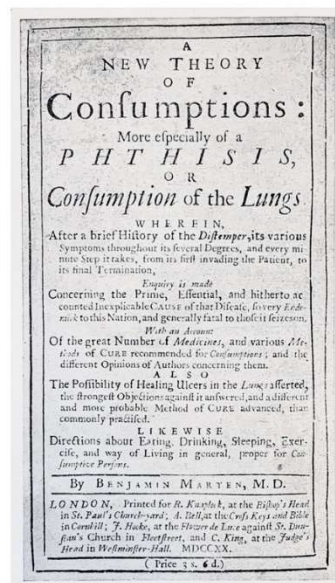 A
NEW THEORY
OF
Conſumptions:
More eſpecially of a
PHTHISIS,
OR
Conſumption of the Lungs
WHEREIN,
After a brief Hiſtory of the Diſtemper, its various
Symptoms throughout its ſeveral Degrees, and every mi-
nute Step it takes, from its firſt invading the Patient, to
its final Termination,
Enquiry is made
Concerning the Prime, Eſſential, and hitherto ac
counted Inexplicable CAUSE of that Diſeaſe, ſo very Ende-
mick to this Nation, and generally fatal to thoſe it ſeizes on.
With an Account
Of the great Number of Medicines, and various Me-
thods of CURE recommended for Conſumptions; and the
different Opinions of Authors concerning them.
ALSO
The Poſſibility of Healing Ulcers in the Lungs aſſerted,
the ſtrongeſt Objections againſt it anſwered, and a different
and more probable Method of CURE advanced, than
commonly practiſed.
LIKEWISE
Directions about Eating, Drinking, Sleeping, Exer-
ciſe, and way of Living in general, proper for Con-
ſumptive Perſons.
By BENJAMIN MARTEN, M. D.
LONDON, Printed for R. Knaplock, at the Biſhop's Head
in St. Paul's Church-yard; A. Bell, at the Croſs Keys and Bible
in Cornhill; J. Hooke, at the Flower de Luce againſt St. Dun-
ſtan's Church in Fleetſtreet, and C. King, at the Judge's
Head in Weſtminſter-Hall. MDCCXX.
( Price 3 s. 6 d.)